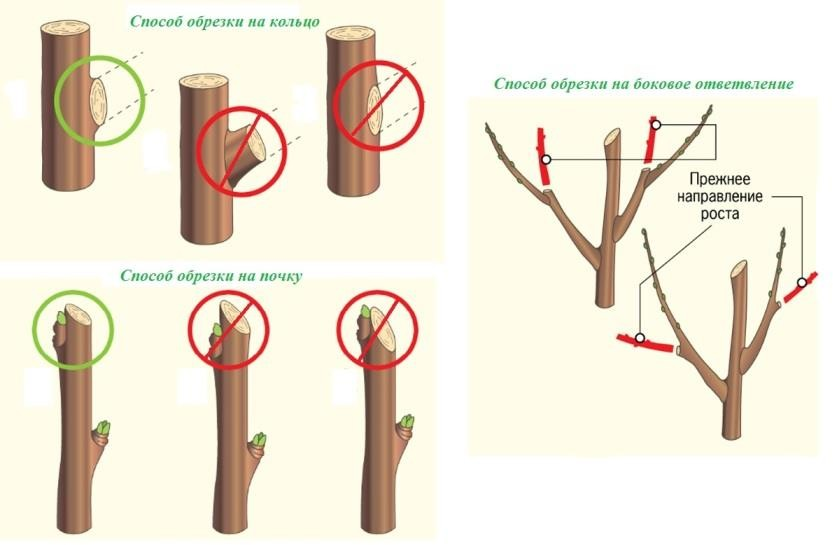 Способ обрезки на кольцо
Способ обрезки на почку
Способ обрезки на боковое ответвление
Прежнее
направление
роста